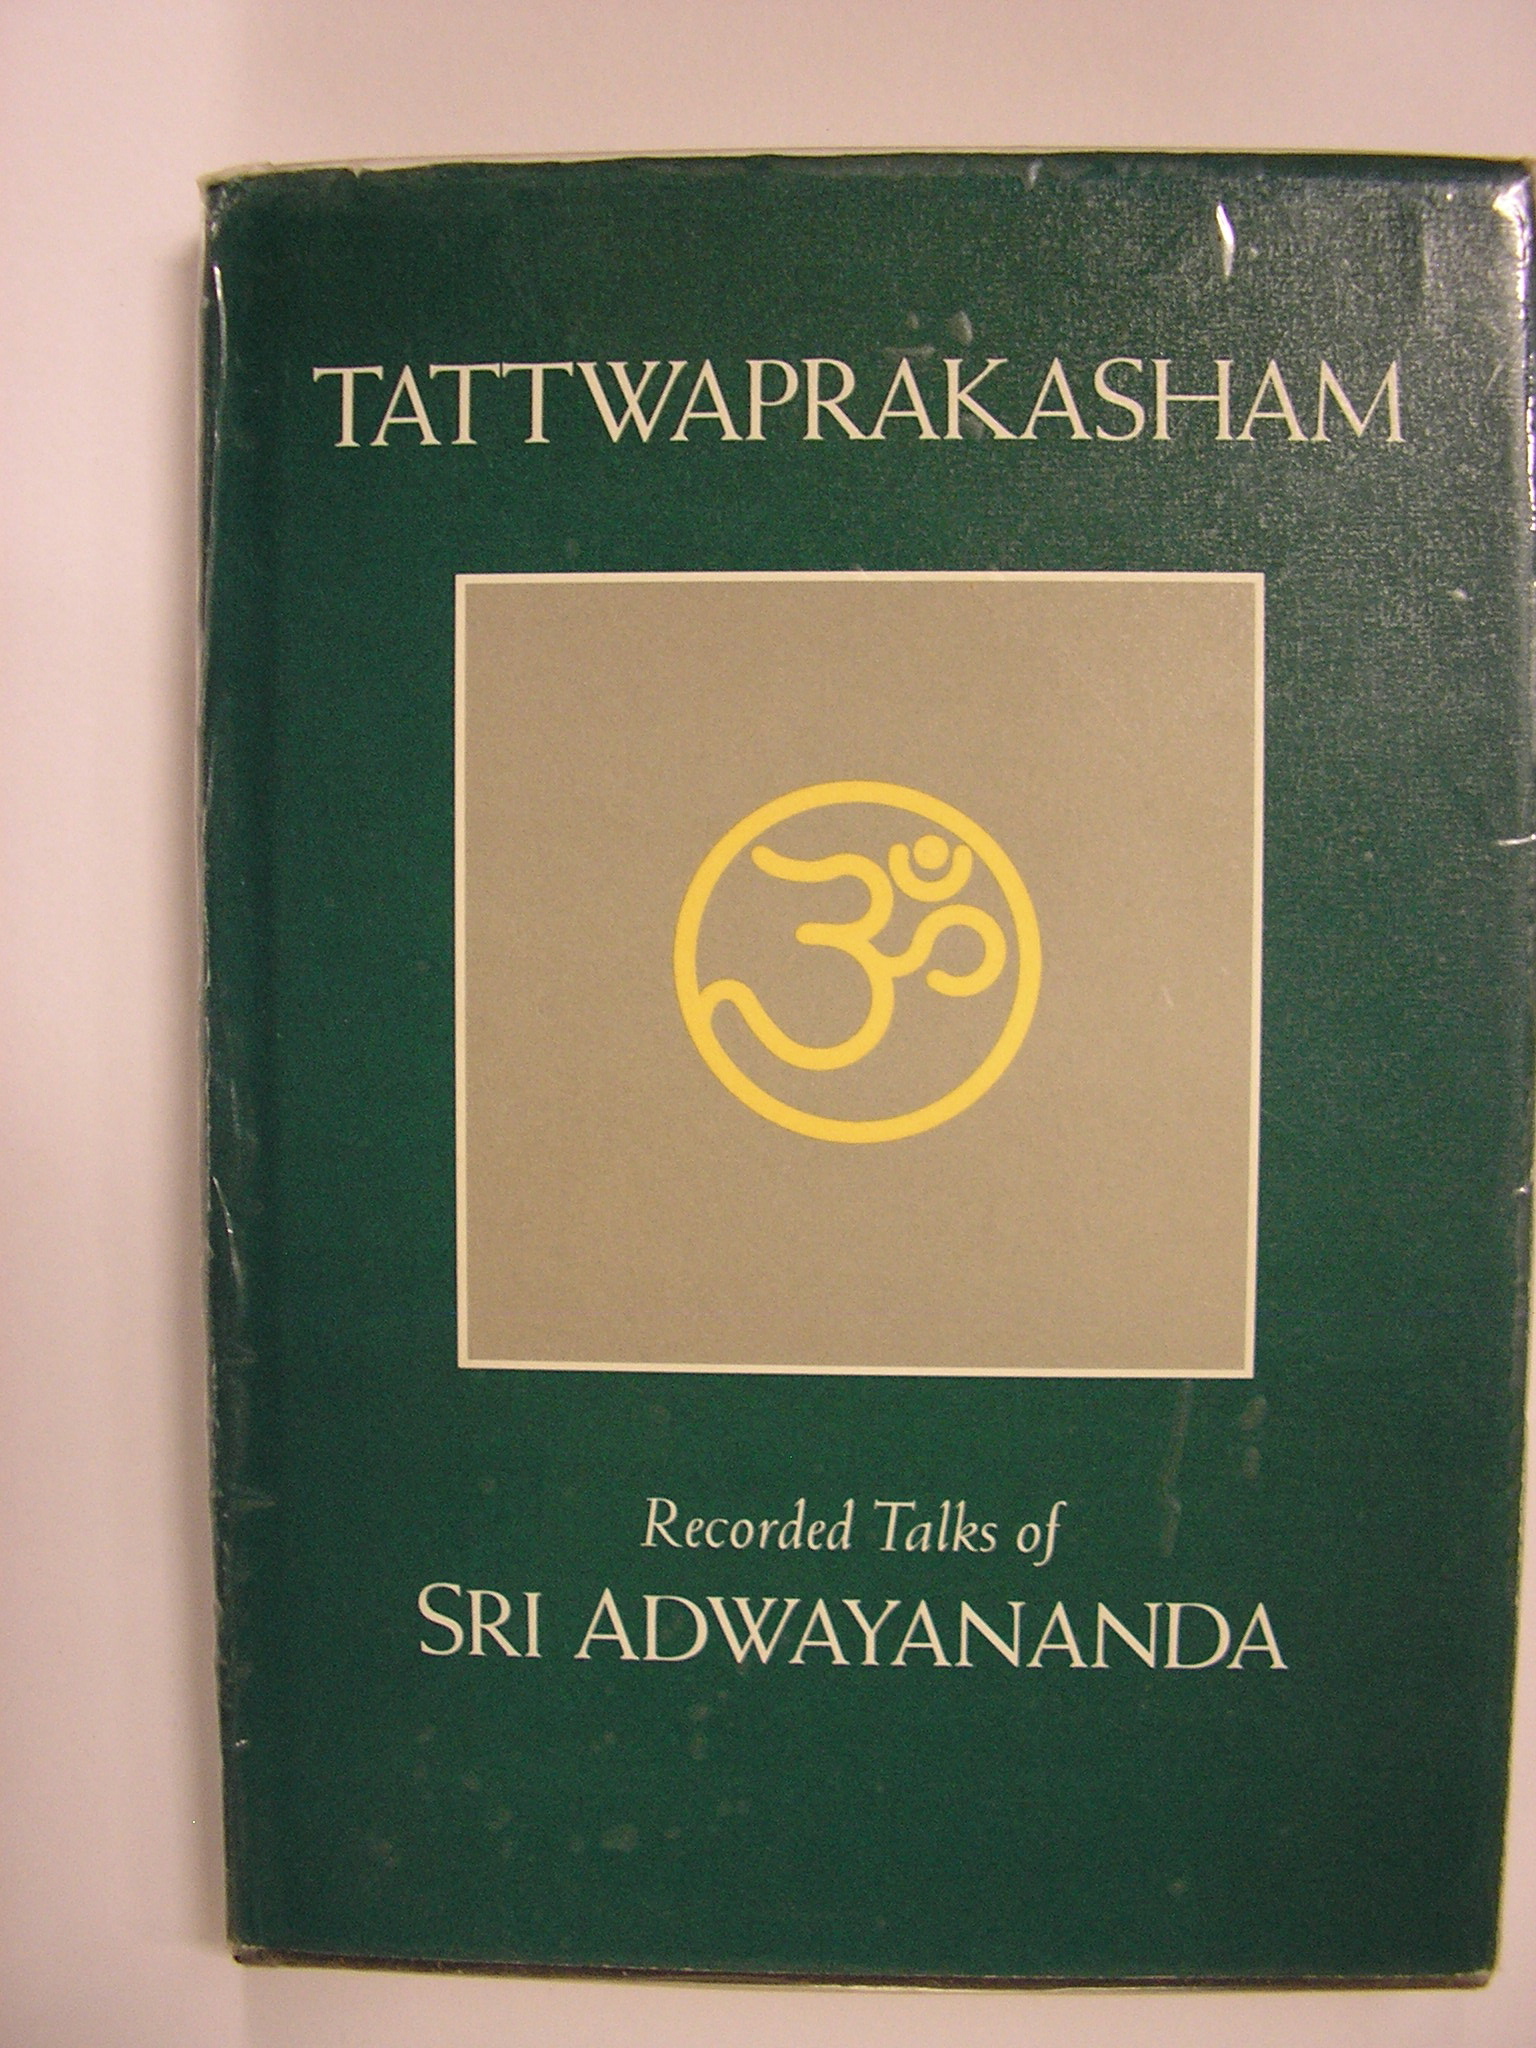 TATTWAPRAKASHAM
ॐ
Recorded Talks of
SRI ADWAYANANDA